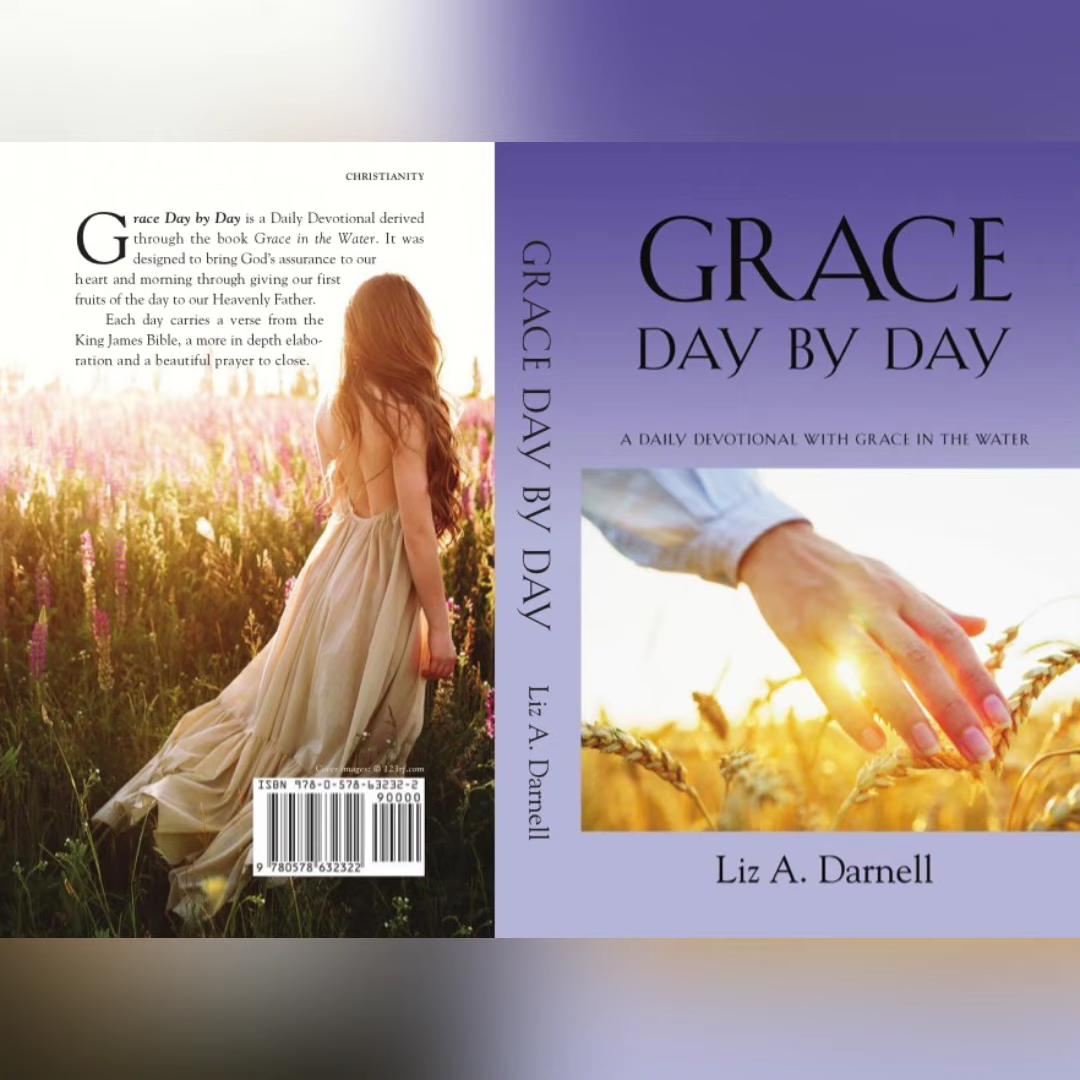 CHRISTIANITY
Grace Day by Day is a Daily Devotional derived
through the book Grace in the Water. It was
designed to bring God's assurance to our
heart and morning through giving our first
fruits of the day to our Heavenly Father.
Each day carries a verse from the
King James Bible, a more in depth elabo-
ration and a beautiful prayer to close.
Cover images: © 123rf.com
ISBN 978-0-578-63232-2
90000
9 780578 632322
GRACE DAY BY DAY
Liz A. Darnell
GRACE
DAY BY DAY
A DAILY DEVOTIONAL WITH GRACE IN THE WATER
Liz A. Darnell